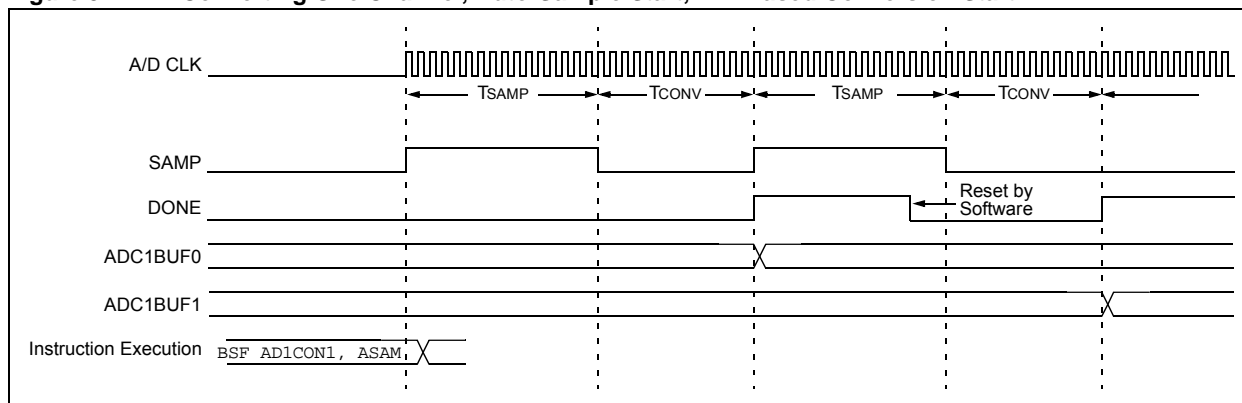 A/D CLK
TSAMP TCONV TSAMP TCONV
SAMP
DONE
Reset by
Software
ADC1BUF0
ADC1BUF1
Instruction Execution BSF AD1CON1, ASAM